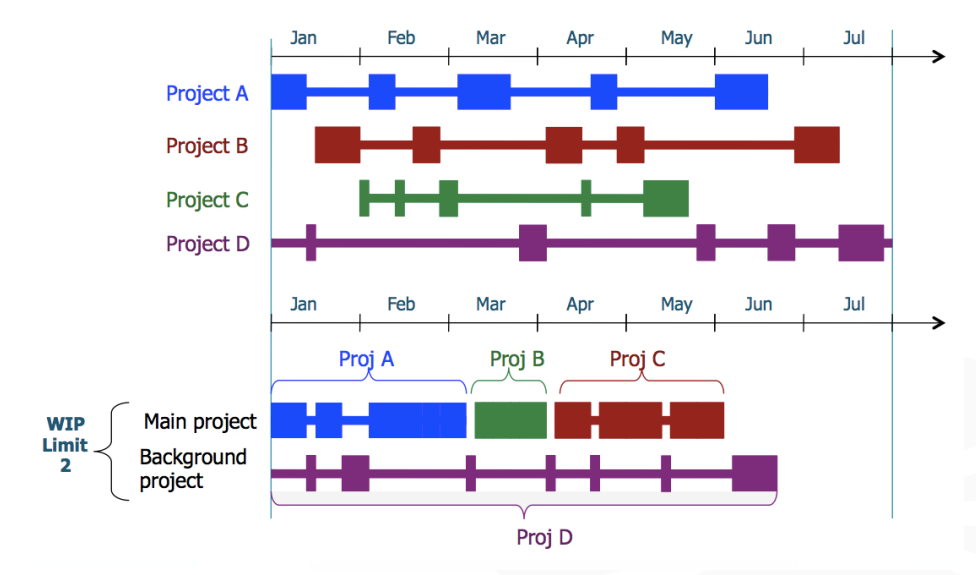 Jan Feb Mar Apr May Jun Jul
Project A
Project B
Project C
Project D
Jan Feb Mar Apr May Jun Jul
Proj A Proj B Proj C
WIP
Limit
2
Main project
Background
project
Proj D